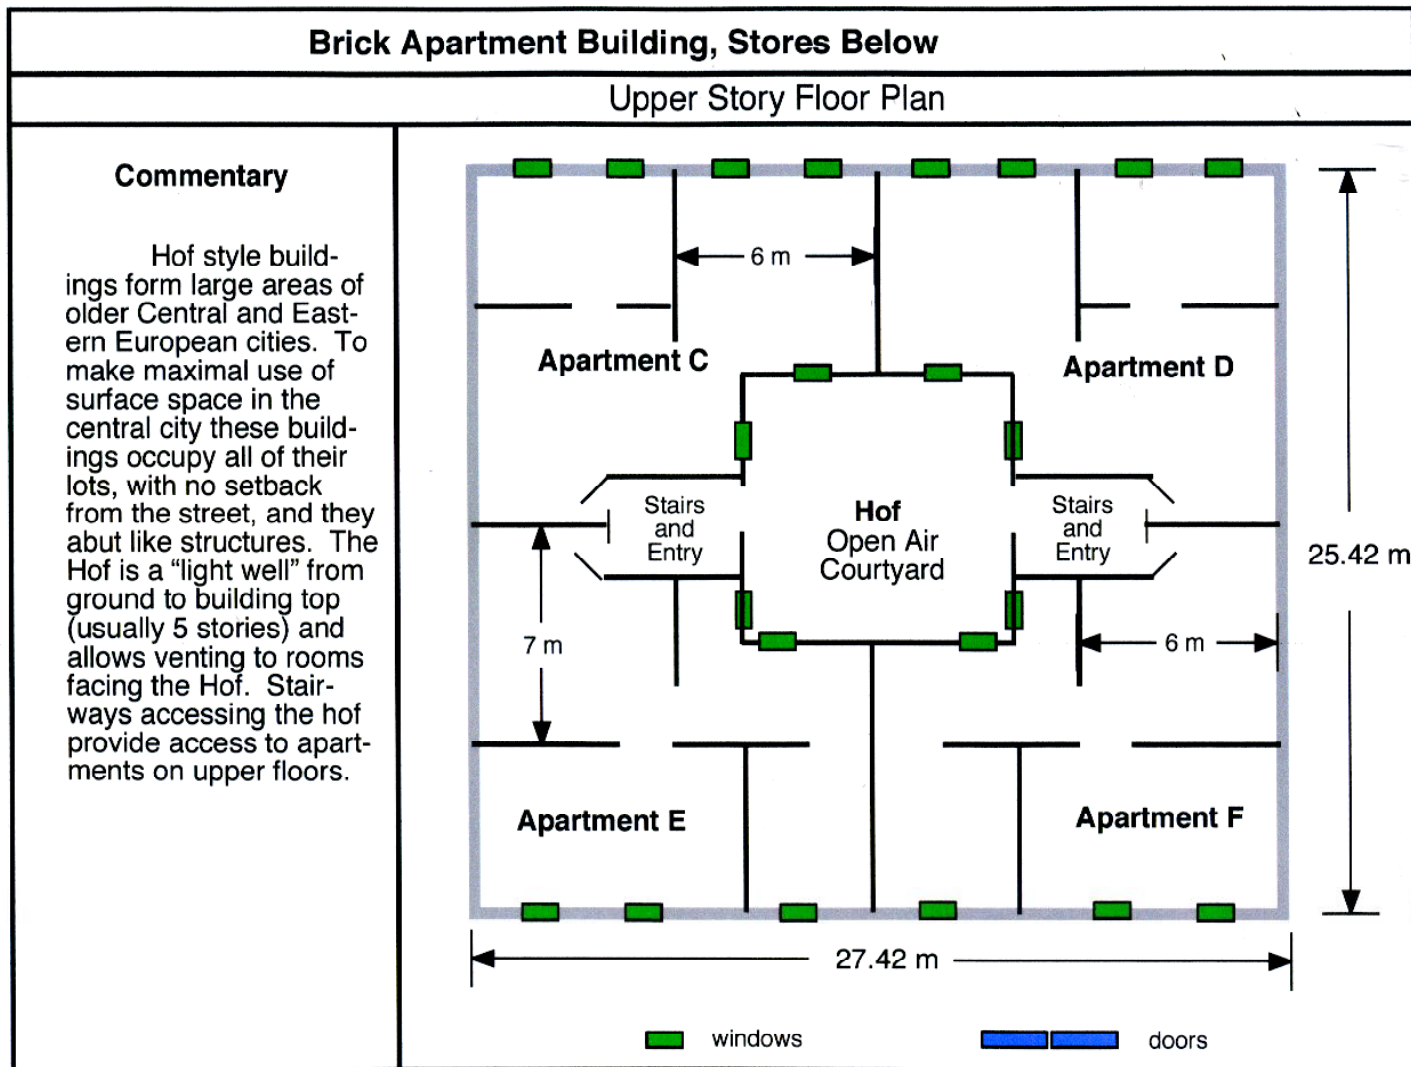 Brick Apartment Building, Stores Below
Upper Story Floor Plan
Commentary
Hof style build-
ings form large areas of
older Central and East-
ern European cities. To
make maximal use of
surface space in the
central city these build-
ings occupy all of their
lots, with no setback
from the street, and they
abut like structures. The
Hof is a “light well” from
ground to building top
(usually 5 stories) and
allows venting to rooms
facing the Hof. Stair-
ways accessing the hof
provide access to apart-
ments on upper floors.
6 m
Apartment C
Apartment D
Stairs
and
Entry
Hof
Open Air
Courtyard
Stairs
and
Entry
25.42 m
7 m
6 m
Apartment E
Apartment F
27.42 m
windows
doors